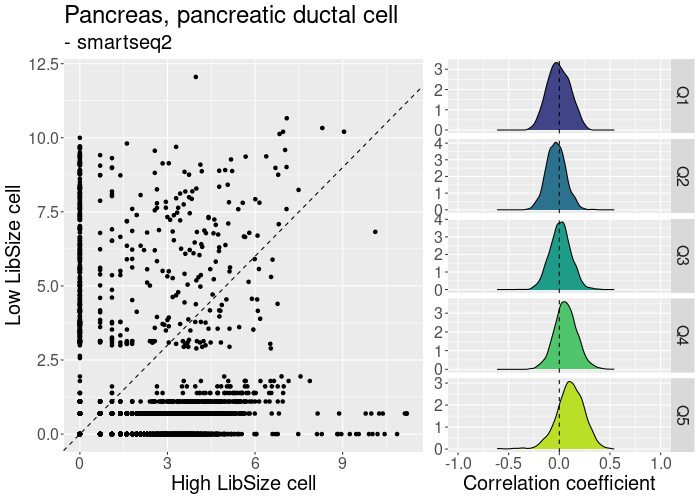 Pancreas, pancreatic ductal cell
- smartseq2
12.5
10.0
7.5
5.0
2.5
0.0
Low LibSize cell
0 3 6 9
High LibSize cell
3
2
1
0
Q1
4
3
2
1
0
Q2
4
3
2
1
0
Q3
3
2
1
0
Q4
3
2
1
0
Q5
-1.0 -0.5 0.0 0.5 1.0
Correlation coefficient